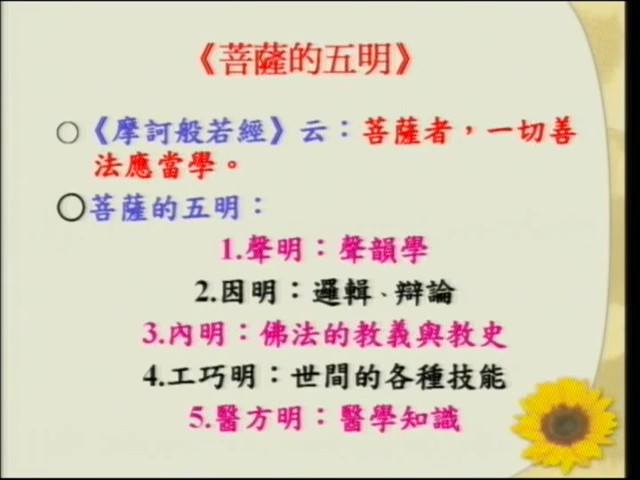 《菩薩的五明》
○《摩訶般若經》云：菩薩者，一切善
法應當學。
○菩薩的五明：
1.聲明：聲韻學
2.因明：邏輯、辯論
3.內明：佛法的教義與教史
4.工巧明：世間的各種技能
5.醫方明：醫學知識